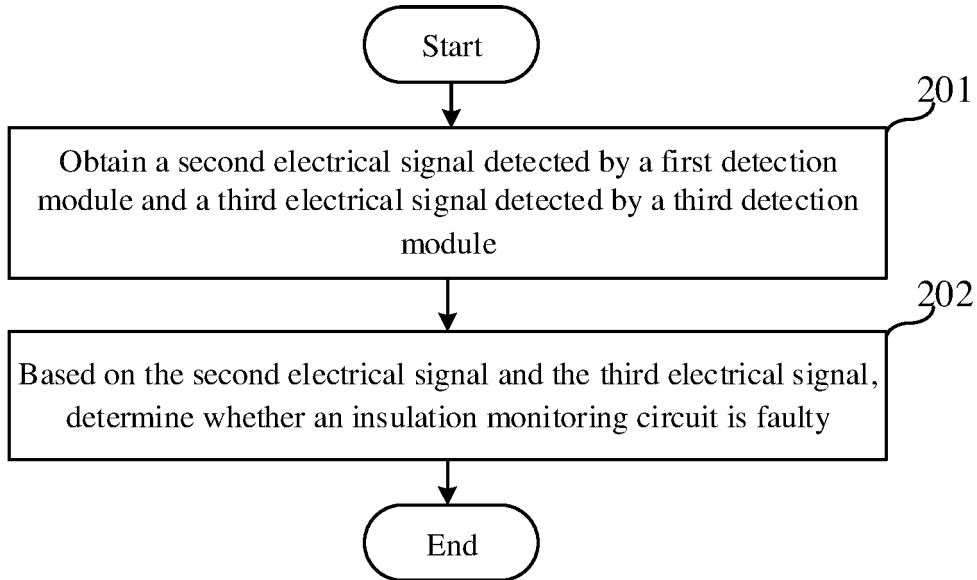 Start
201
Obtain a second electrical signal detected by a first detection
module and a third electrical signal detected by a third detection
module
202
Based on the second electrical signal and the third electrical signal,
determine whether an insulation monitoring circuit is faulty
End